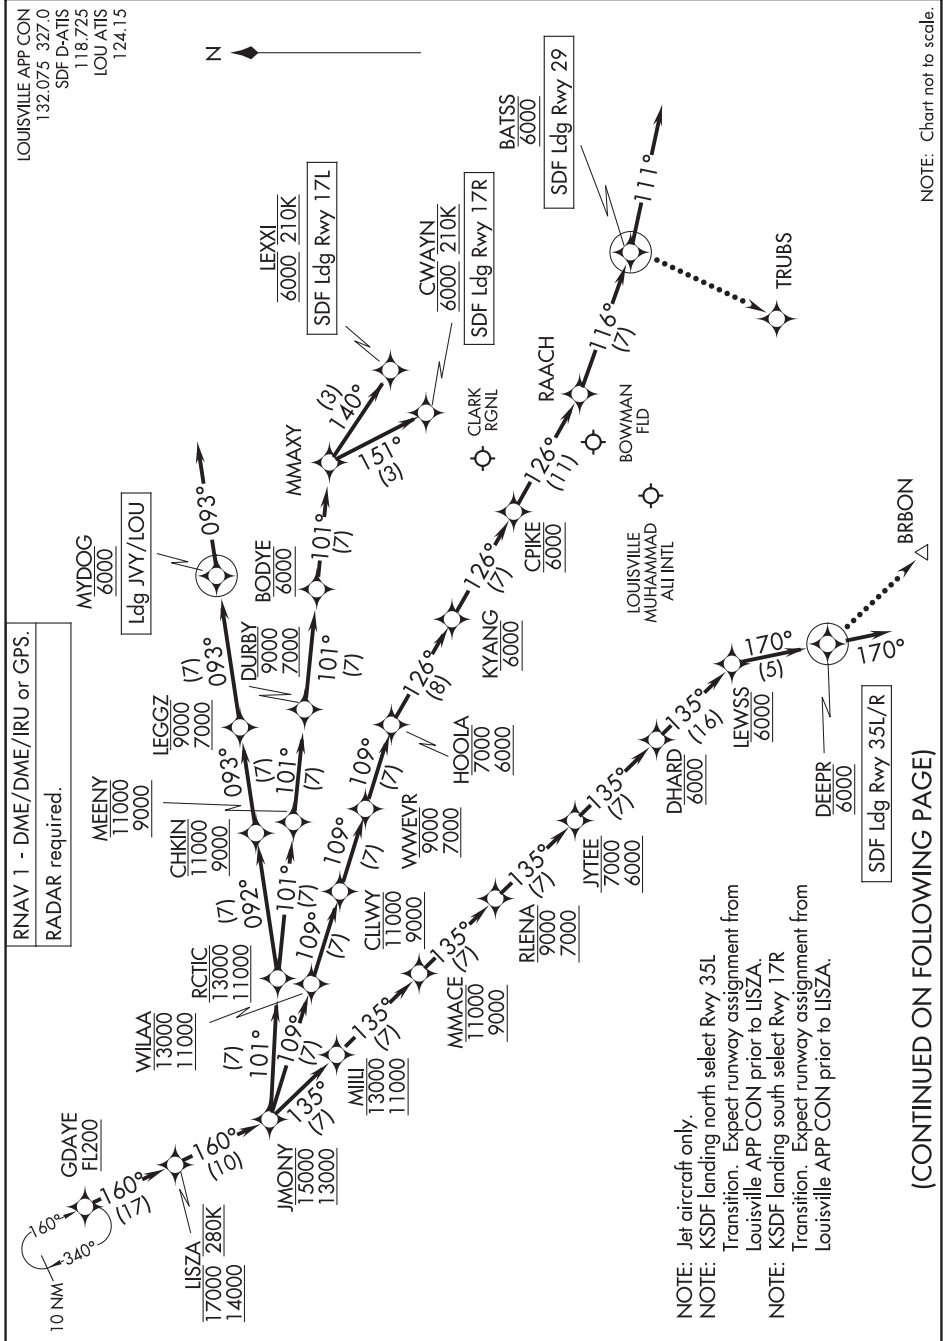 LOUISVILLE APP CON
132.075 327.0
SDF D-ATIS
118.725
LOU ATIS
124.15
RNAV 1 - DME/DME/IRU or GPS.
RADAR required.
N
10 NM
160°
340°
GDAYE
FL200
160°
(17)
LISZA
17000 280K
14000
160°
(10)
JMONY
15000
13000
101°
(7)
109°
(7)
135°
(7)
RCTIC
13000
11000
092°
(7)
CHKIN
11000
9000
093°
(7)
LEGGZ
9000
7000
093°
(7)
MYDOG
6000
Ldg JVY/LOU
093°
101°
(7)
MEENY
11000
9000
101°
(7)
DURBY
9000
7000
101°
(7)
BODYE
6000
101°
(7)
MMAXY
140°
(3)
LEXXI
6000 210K
SDF Ldg Rwy 17L
151°
(3)
CWAYN
6000 210K
SDF Ldg Rwy 17R
WILAA
13000
11000
109°
(7)
CLLWY
11000
9000
109°
(7)
WWEVR
9000
7000
109°
(7)
HOOLA
7000
6000
126°
(8)
KYANG
6000
126°
(7)
CPIKE
6000
126°
(11)
RAACH
116°
(7)
BATSS
6000
SDF Ldg Rwy 29
111°
TRUBS
CLARK
RGNL
BOWMAN
FLD
LOUISVILLE
MUHAMMAD
ALI INTL
MIILI
13000
11000
135°
(7)
MMACE
11000
9000
135°
(7)
RLENA
9000
7000
135°
(7)
JYTEE
7000
6000
135°
(7)
DHARD
6000
135°
(16)
LEWSS
6000
170°
(5)
DEEPR
6000
SDF Ldg Rwy 35L/R
170°
BRBON
NOTE: Jet aircraft only.
NOTE: KSDF landing north select Rwy 35L
Transition. Expect runway assignment from
Louisville APP CON prior to LISZA.
NOTE: KSDF landing south select Rwy 17R
Transition. Expect runway assignment from
Louisville APP CON prior to LISZA.
(CONTINUED ON FOLLOWING PAGE)
NOTE: Chart not to scale.